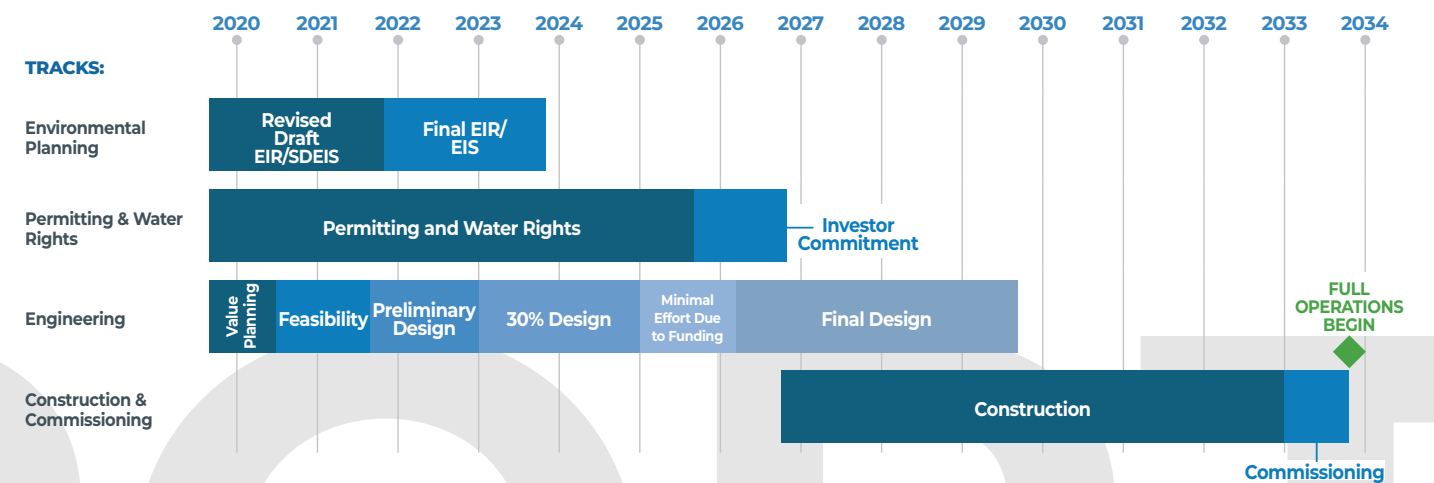 2020 2021 2022 2023 2024 2025 2026 2027 2028 2029 2030 2031 2032 2033 2034
TRACKS:
Environmental
Planning
Revised
Draft
EIR/SDEIS
Final EIR/
EIS
Permitting & Water
Rights
Permitting and Water Rights
Investor
Commitment
Engineering
Value
Planning
Feasibility
Preliminary
Design
30% Design
Minimal
Effort Due
to Funding
Final Design
FULL
OPERATIONS
BEGIN
Construction &
Commissioning
Construction
Commissioning